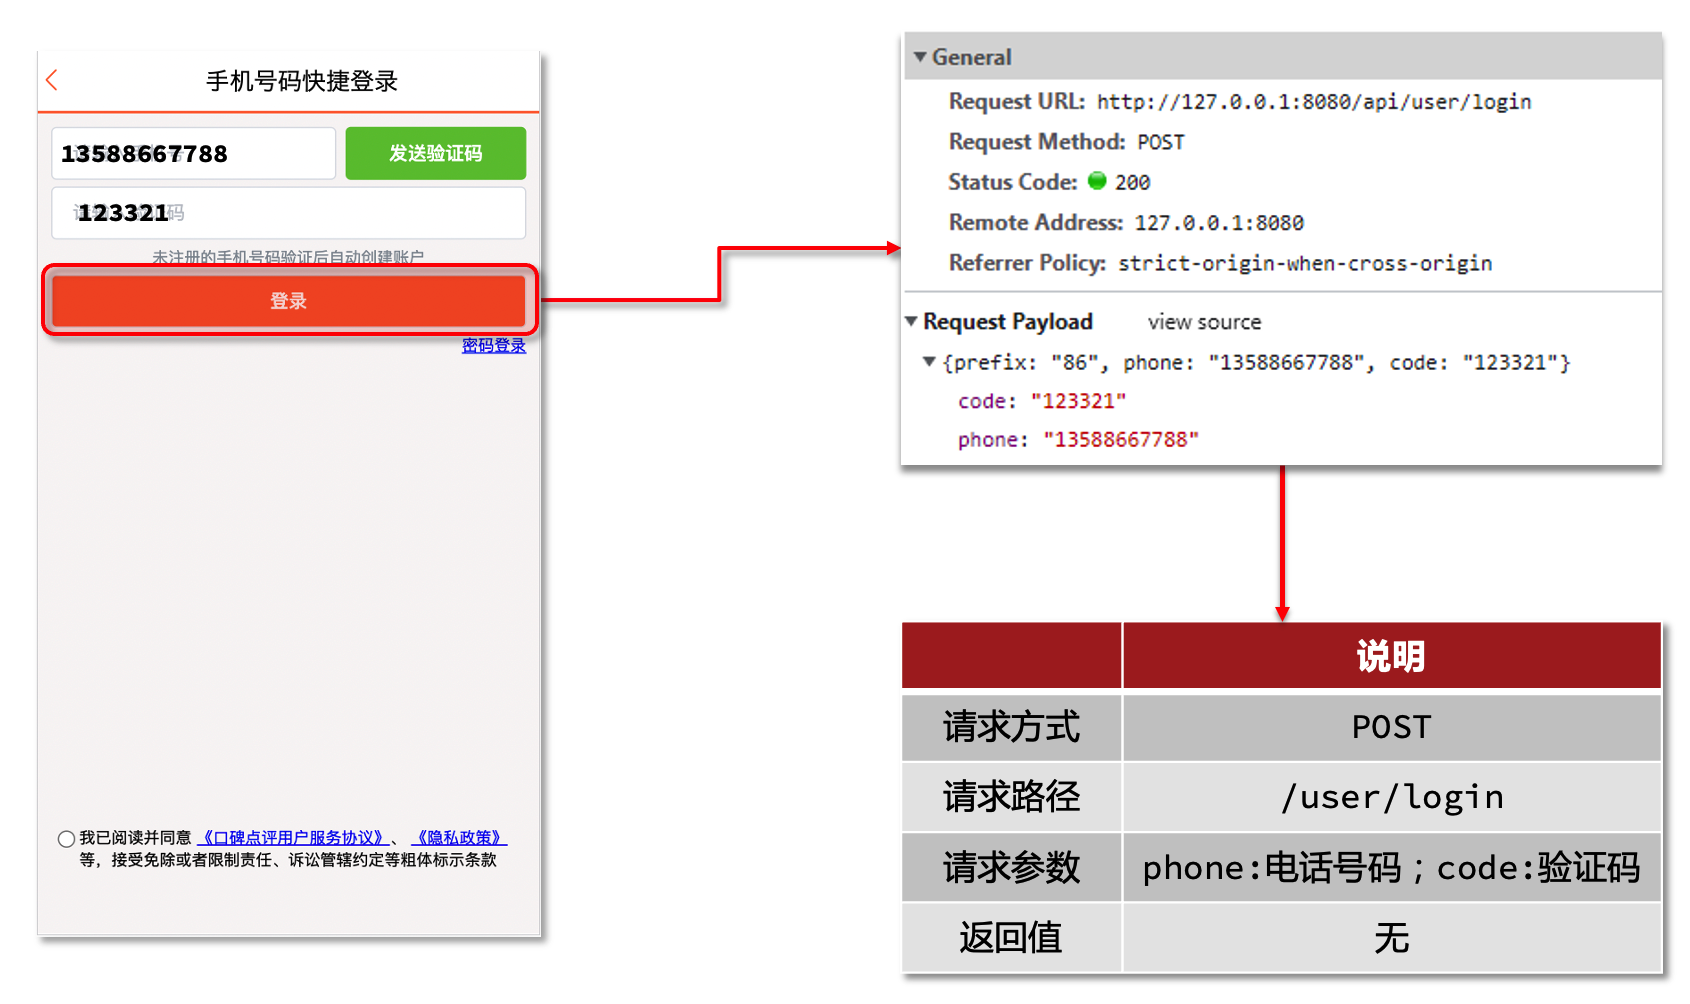 手机号码快捷登录
13588667788
发送验证码
123321
未注册的手机号码验证后自动创建账户
登录
密码登录
我已阅读并同意 《口碑点评用户服务协议》、 《隐私政策》
等，接受免除或者限制责任、诉讼管辖约定等粗体标示条款
General
Request URL: http://127.0.0.1:8080/api/user/login
Request Method: POST
Status Code: 200
Remote Address: 127.0.0.1:8080
Referrer Policy: strict-origin-when-cross-origin
Request Payload view source
{prefix: "86", phone: "13588667788", code: "123321"}
code: "123321"
phone: "13588667788"
说明
请求方式 POST
请求路径 /user/login
请求参数 phone:电话号码；code:验证码
返回值 无